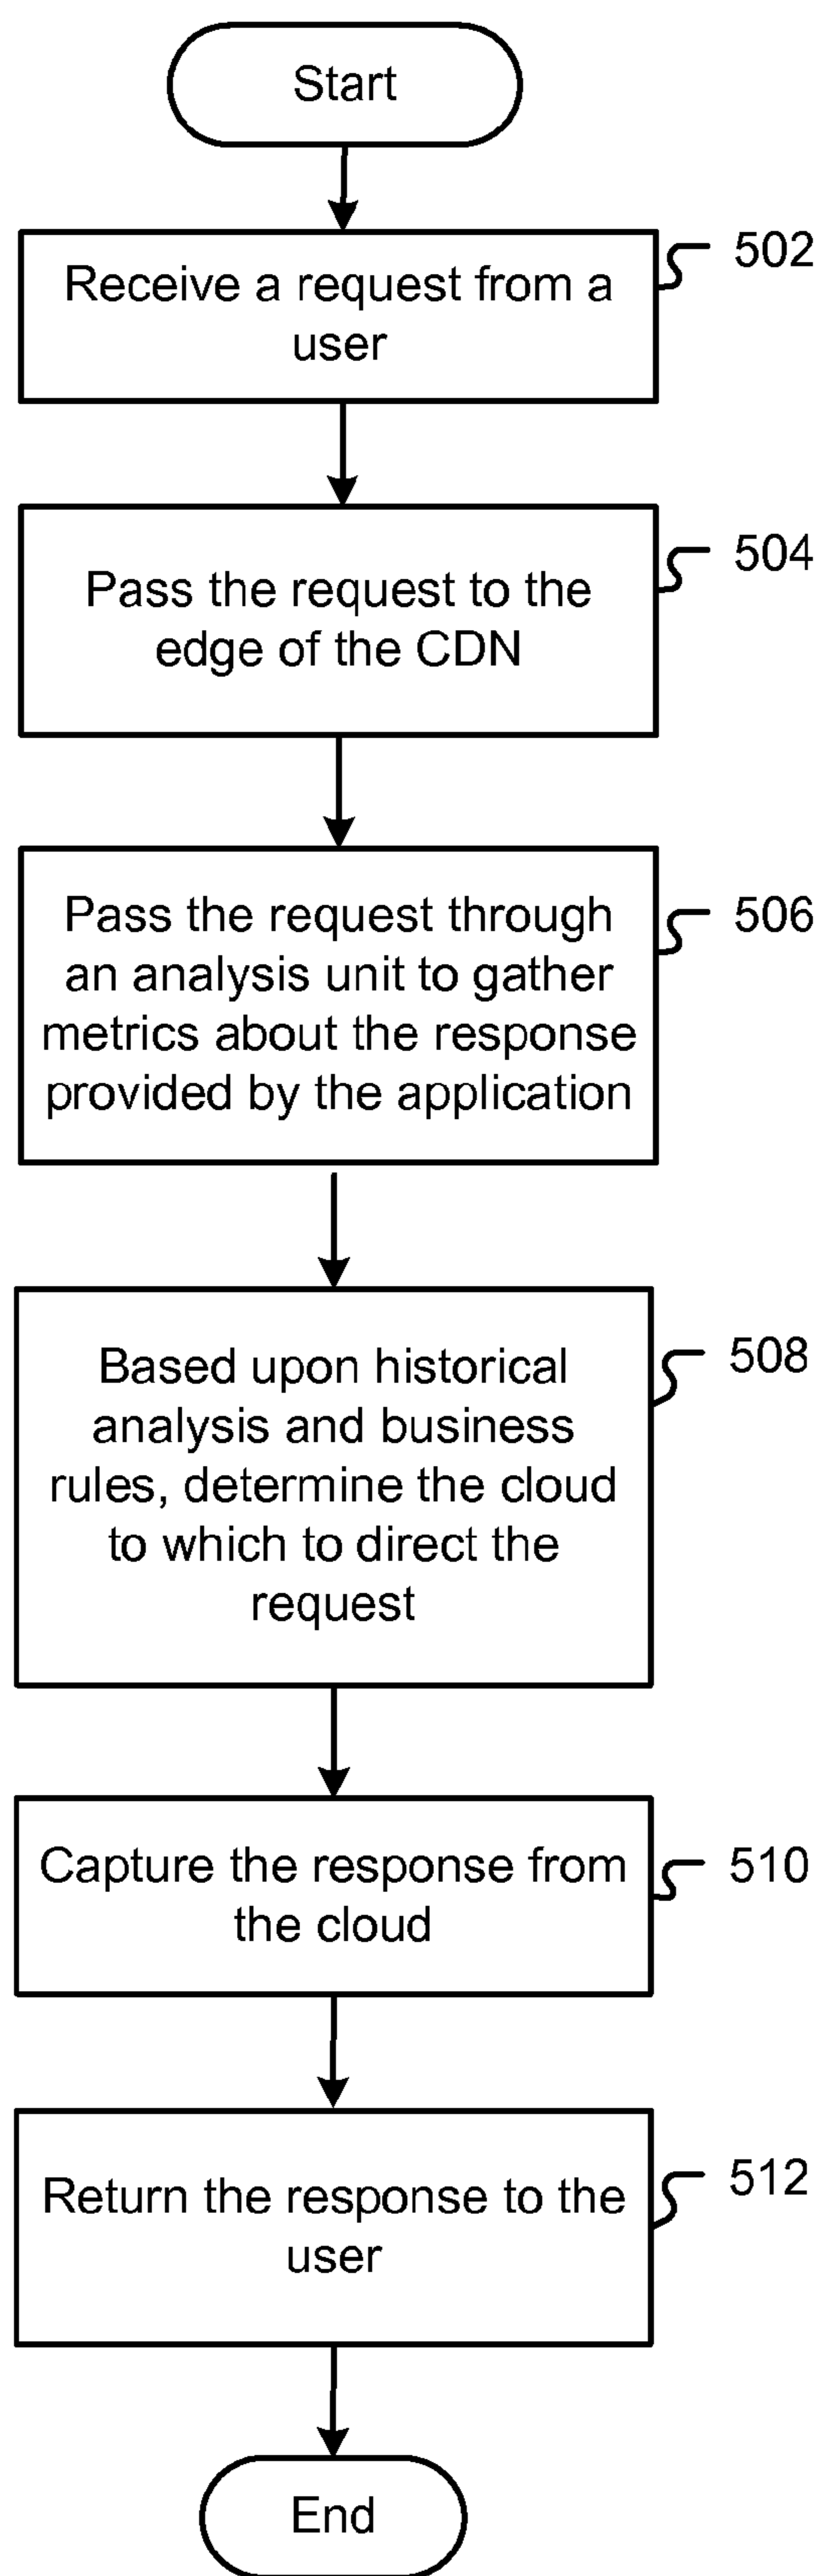 Start
502
Receive a request from a
user
504
Pass the request to the
edge of the CDN
506
Pass the request through
an analysis unit to gather
metrics about the response
provided by the application
508
Based upon historical
analysis and business
rules, determine the cloud
to which to direct the
request
510
Capture the response from
the cloud
512
Return the response to the
user
End